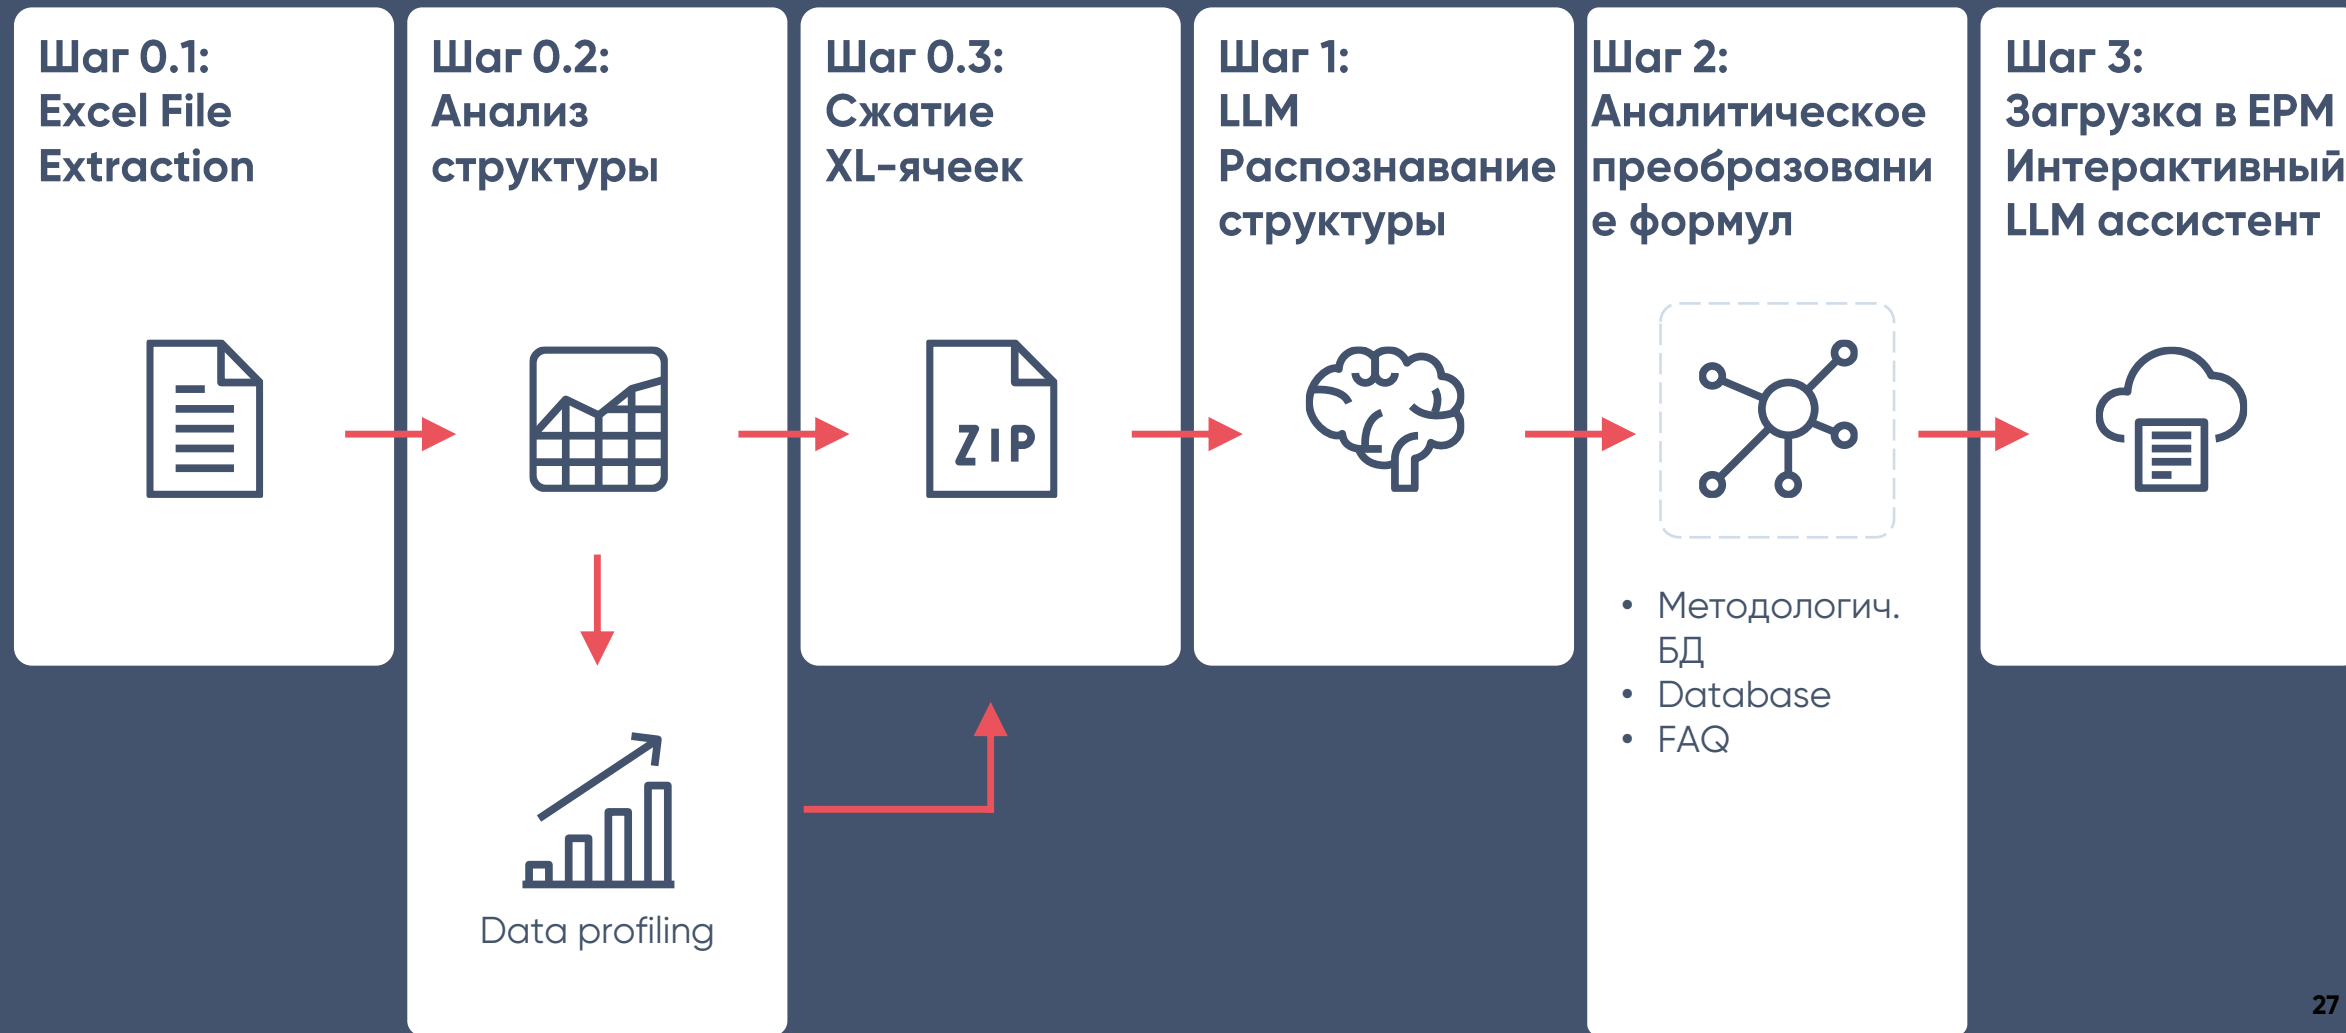 Шаг 0.1:
Excel File
Extraction
Шаг 0.2:
Анализ
структуры
Data profiling
Шаг 0.3:
Сжатие
XL-ячеек
ZIP
Шаг 1:
LLM
Распознавание
структуры
Шаг 2:
Аналитическое
преобразовани
е формул
• Методологич.
БД
• Database
• FAQ
Шаг 3:
Загрузка в EPM
Интерактивный
LLM ассистент
27